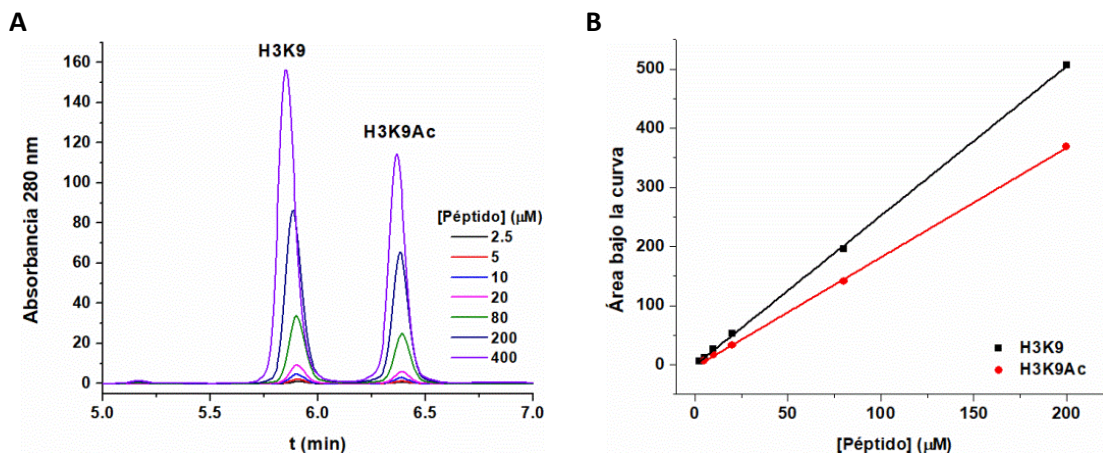 A
B
H3K9
H3K9Ac
Absorbancia 280 nm
160
140
120
100
80
60
40
20
0
5.0
5.5
6.0
6.5
7.0
t (min)
[Péptido] (μM)
2.5
5
10
20
80
200
400
Área bajo la curva
500
400
300
200
100
0
0
50
100
150
200
[Péptido] (μM)
H3K9
H3K9Ac